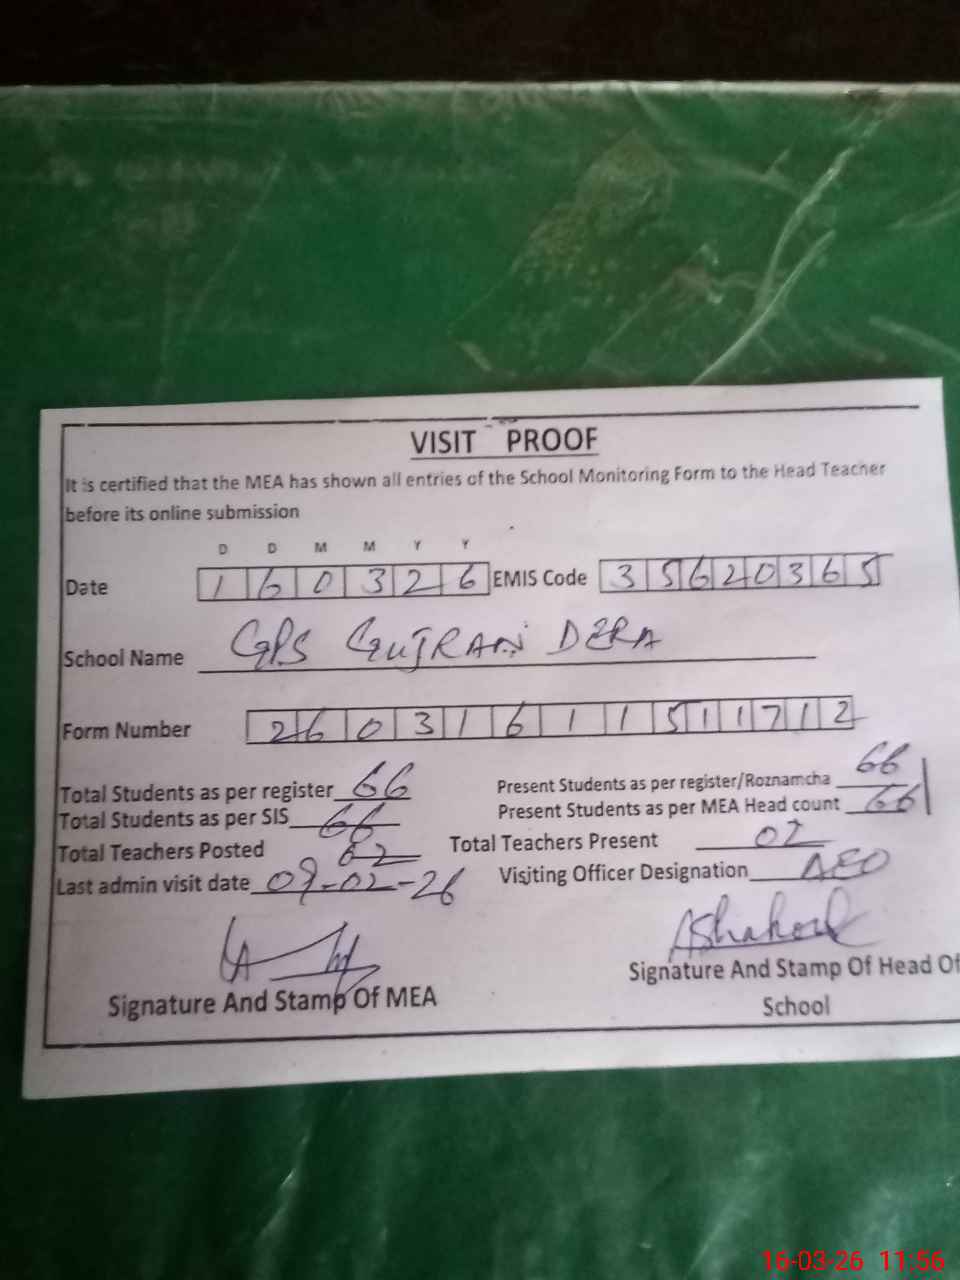 VISIT PROOF
It is certified that the MEA has shown all entries of the School Monitoring Form to the Head Teacher
before its online submission
D D M M Y Y
Date 1 6 0 3 2 6 EMIS Code 3 5 6 2 0 3 6 5
School Name GPS GUJRAN DERA
Form Number 2 6 0 3 1 6 1 1 5 1 1 7 1 2
Total Students as per register 66 Present Students as per register/Roznamcha 66
Total Students as per SIS 66 Present Students as per MEA Head count 66
Total Teachers Posted 02 Total Teachers Present 02
Last admin visit date 09-02-26 Visiting Officer Designation AEO
AShakoor
Signature And Stamp Of MEA Signature And Stamp Of Head Of
School
16-03-26 11:56